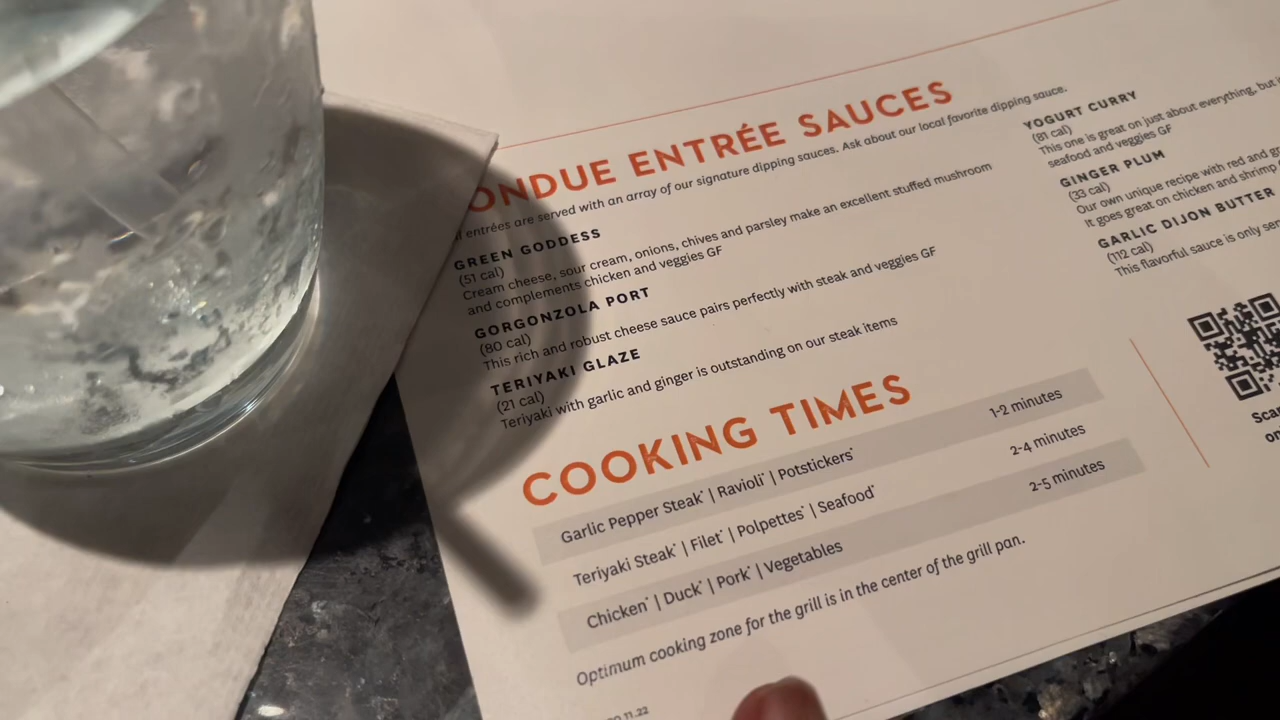 ONDUE ENTRÉE SAUCES
entrées are served with an array of our signature dipping sauces. Ask about our local favorite dipping sauce.
GREEN GODDESS
(51 cal)
Cream cheese, sour cream, onions, chives and parsley make an excellent stuffed mushroom
and complements chicken and veggies GF
GORGONZOLA PORT
(80 cal)
This rich and robust cheese sauce pairs perfectly with steak and veggies GF
TERIYAKI GLAZE
(21 cal)
Teriyaki with garlic and ginger is outstanding on our steak items
YOGURT CURRY
(81 cal)
This one is great on just about everything, but
seafood and veggies GF
GINGER PLUM
(33 cal)
Our own unique recipe with red and
It goes great on chicken and shrimp
GARLIC DIJON BUTTER
(112 cal)
This flavorful sauce is only
COOKING TIMES
Garlic Pepper Steak* | Ravioli* | Potstickers* 1-2 minutes
Teriyaki Steak* | Filet* | Polpettes* | Seafood* 2-4 minutes
Chicken* | Duck* | Pork* | Vegetables 2-5 minutes
Optimum cooking zone for the grill is in the center of the grill pan.
11.22